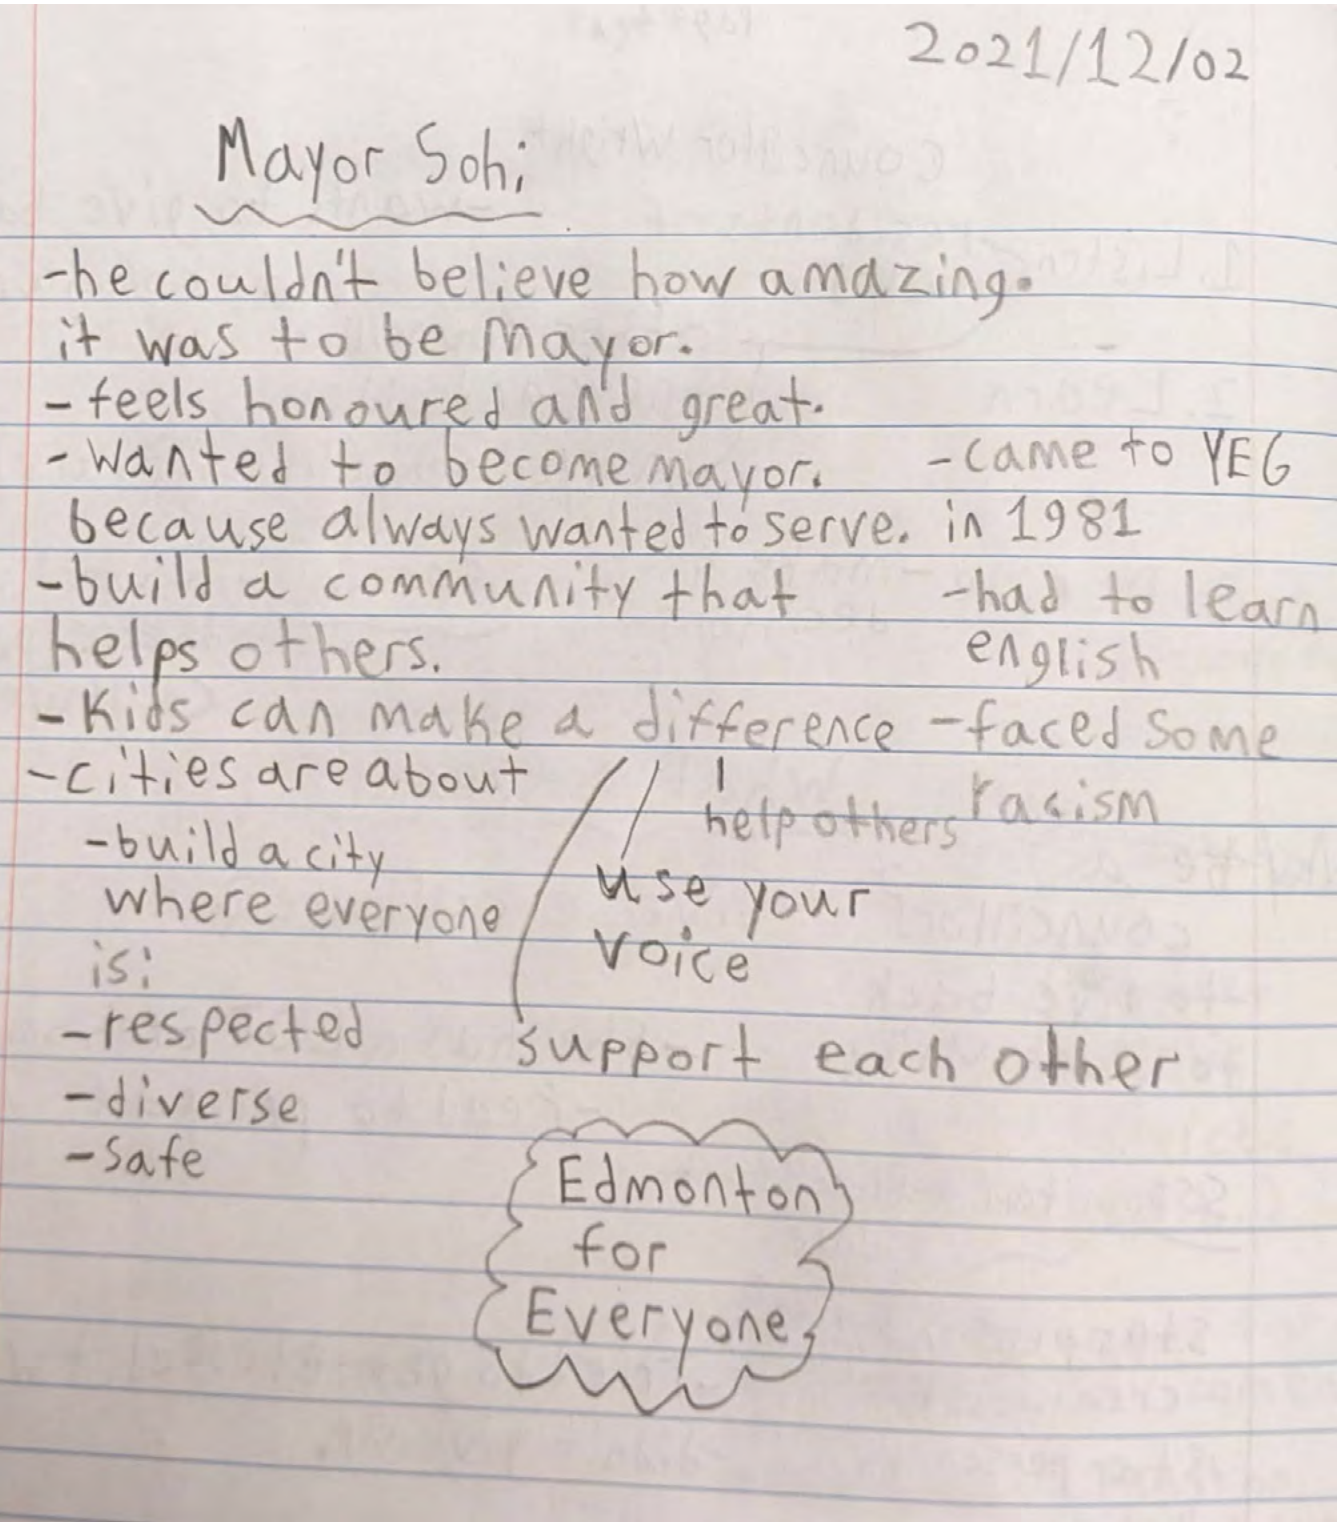 2021/12/02
Mayor Sohi
-he couldn't believe how amazing.
it was to be Mayor.
- feels honoured and great.
- Wanted to become mayor.
because always wanted to serve.
-build a community that
helps others.
- Kids can make a difference
help others
use your
voice
support each other
-cities are about
-build a city
where everyone
is:
-respected
-diverse
-safe
-came to YEG
in 1981
-had to learn
english
-faced some
racism
Edmonton
for
Everyone